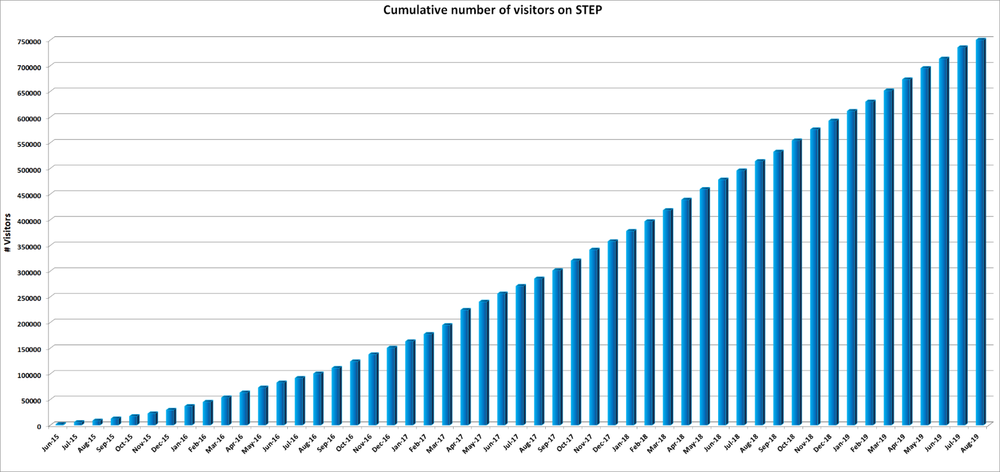 Cumulative number of visitors on STEP
750000
700000
650000
600000
550000
500000
450000
400000
350000
300000
250000
200000
150000
100000
50000
0
# Visitors
Jun-15
Jul-15
Aug-15
Sep-15
Oct-15
Nov-15
Dec-15
Jan-16
Feb-16
Mar-16
Apr-16
May-16
Jun-16
Jul-16
Aug-16
Sep-16
Oct-16
Nov-16
Dec-16
Jan-17
Feb-17
Mar-17
Apr-17
May-17
Jun-17
Jul-17
Aug-17
Sep-17
Oct-17
Nov-17
Dec-17
Jan-18
Feb-18
Mar-18
Apr-18
May-18
Jun-18
Jul-18
Aug-18
Sep-18
Oct-18
Nov-18
Dec-18
Jan-19
Feb-19
Mar-19
Apr-19
May-19
Jun-19
Jul-19
Aug-19